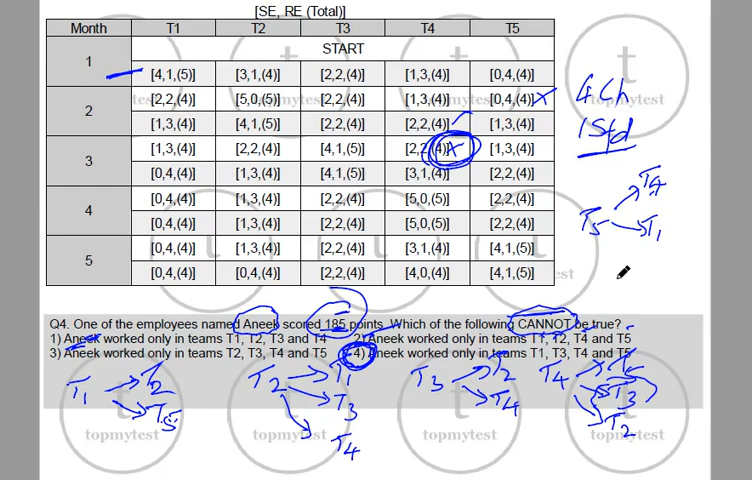 [SE, RE (Total)]
Month T1 T2 T3 T4 T5
1 START
[4,1,(5)] [3,1,(4)] [2,2,(4)] [1,3,(4)] [0,4,(4)]
2 [2,2,(4)] [5,0,(5)] [2,2,(4)] [1,3,(4)] [0,4,(4)] X
[1,3,(4)] [4,1,(5)] [2,2,(4)] [2,2,(4)] [1,3,(4)]
3 [1,3,(4)] [2,2,(4)] [4,1,(5)] [2,2,(4)] A [1,3,(4)]
[0,4,(4)] [1,3,(4)] [4,1,(5)] [3,1,(4)] [2,2,(4)]
4 [0,4,(4)] [1,3,(4)] [2,2,(4)] [5,0,(5)] [2,2,(4)]
[0,4,(4)] [1,3,(4)] [2,2,(4)] [5,0,(5)] [2,2,(4)]
5 [0,4,(4)] [1,3,(4)] [2,2,(4)] [3,1,(4)] [4,1,(5)]
[0,4,(4)] [0,4,(4)] [2,2,(4)] [4,0,(4)] [4,1,(5)]
4 Ch
1 Std
T5 T4
T1
Q4. One of the employees named Aneek scored 185 points. Which of the following CANNOT be true?
1) Aneek worked only in teams T1, T2, T3 and T4 2) Aneek worked only in teams T1, T2, T4 and T5
3) Aneek worked only in teams T2, T3, T4 and T5 4) Aneek worked only in teams T1, T3, T4 and T5
T1 T2 T5
T2 T1 T3 T4
T3 T2 T4
T4 T5 T3 T2
topmytest topmytest topmytest topmytest